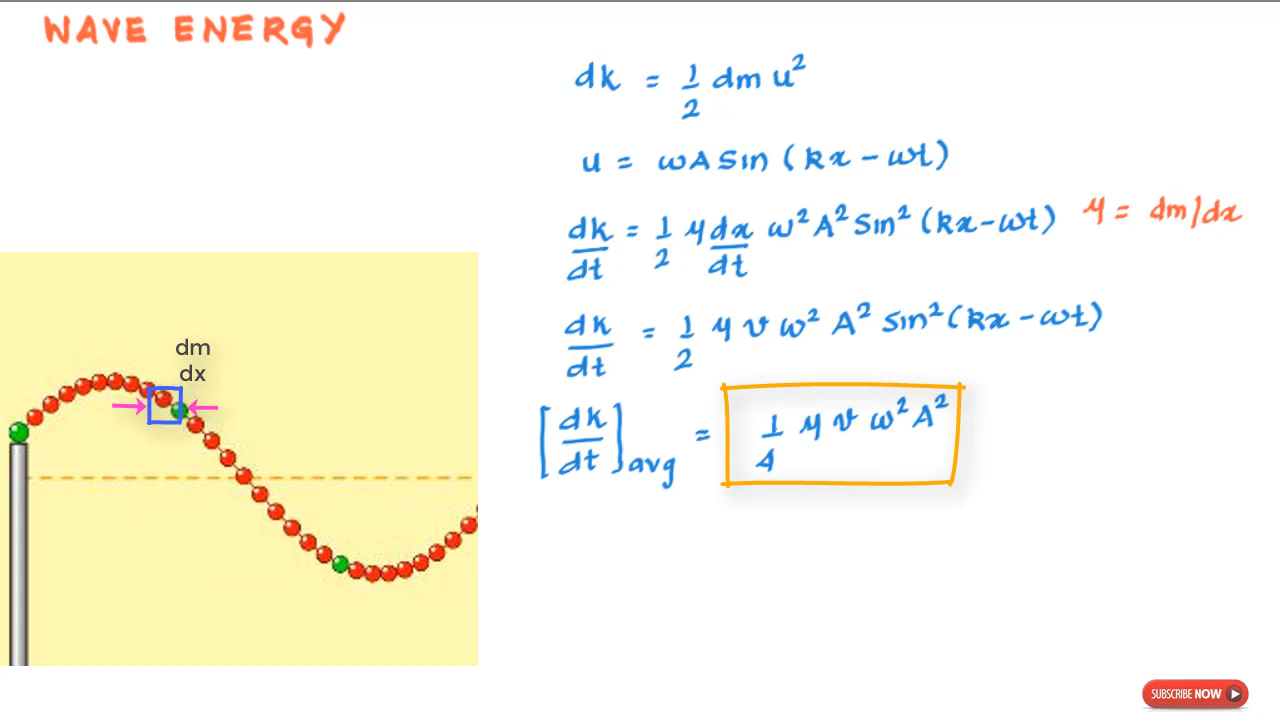 WAVE ENERGY
dk = 1/2 dm u²
u = ωA Sin (kx - ωt)
dk/dt = 1/2 μ dx/dt ω² A² Sin² (kx - ωt) μ = dm/dx
dk/dt = 1/2 μ v ω² A² Sin² (kx - ωt)
dm
dx
[dk/dt]avg = 1/4 μ v ω² A²
SUBSCRIBE NOW